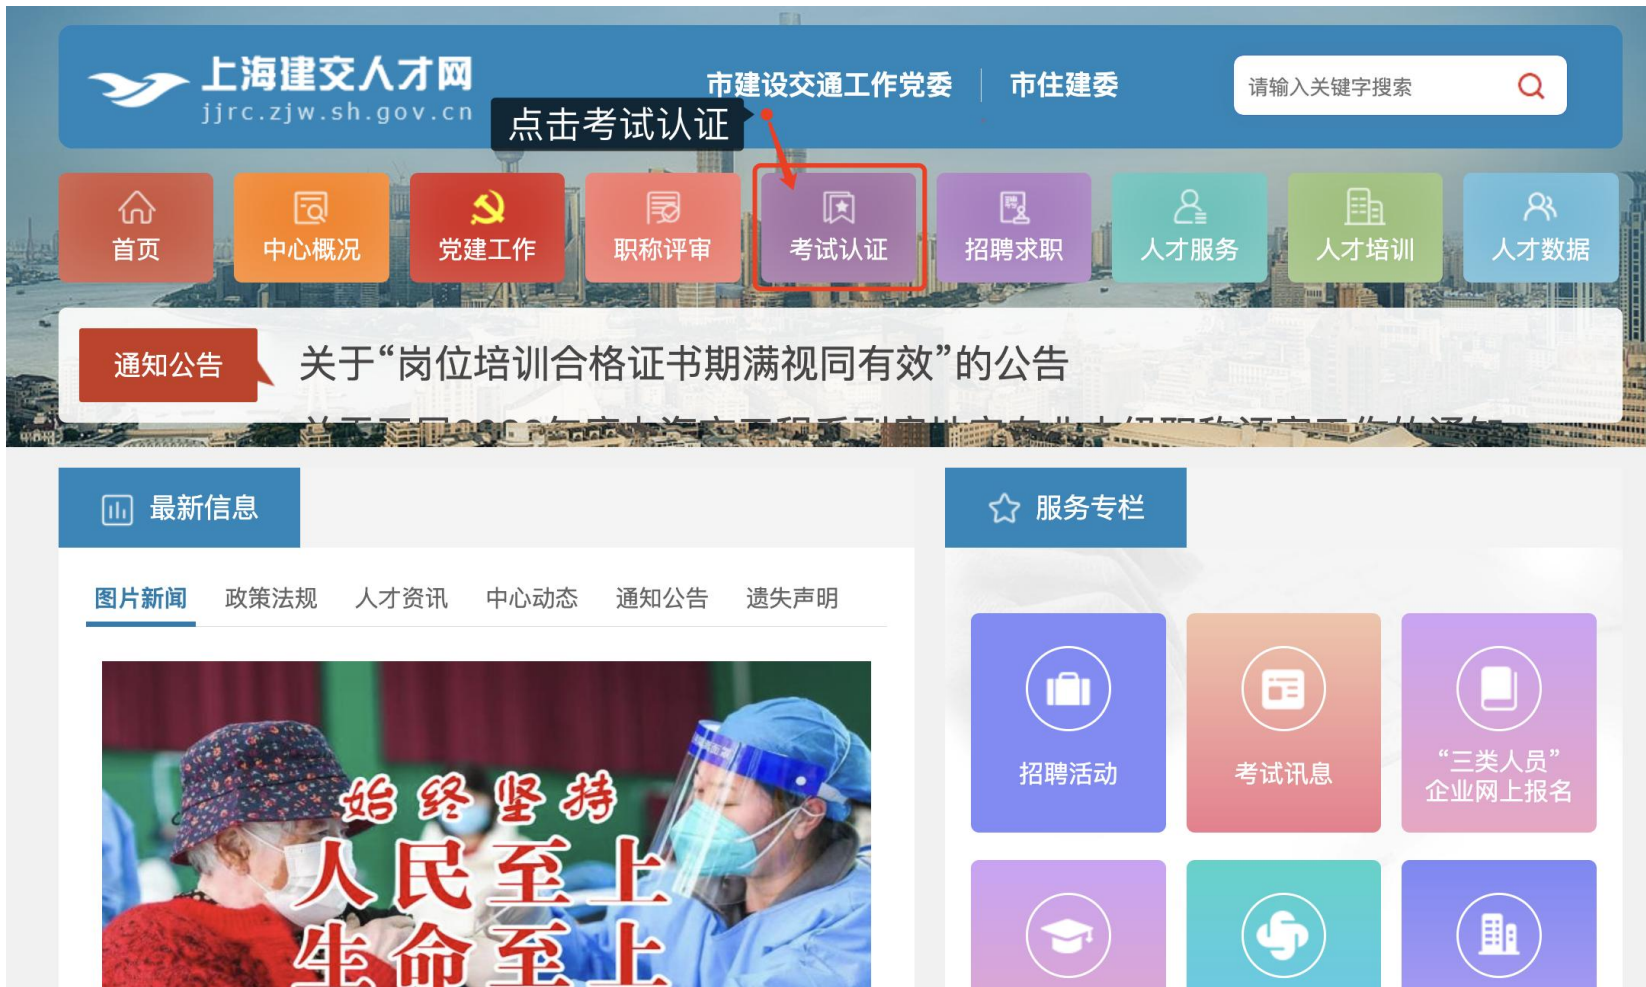 上海建交人才网
jjrc.zjw.sh.gov.cn
市建设交通工作党委
市住建委
请输入关键字搜索
点击考试认证
首页
中心概况
党建工作
职称评审
考试认证
招聘求职
人才服务
人才培训
人才数据
通知公告
关于“岗位培训合格证书期满视同有效”的公告
最新信息
服务专栏
图片新闻
政策法规
人才资讯
中心动态
通知公告
遗失声明
始终坚持
人民至上
生命至上
招聘活动
考试讯息
“三类人员”
企业网上报名